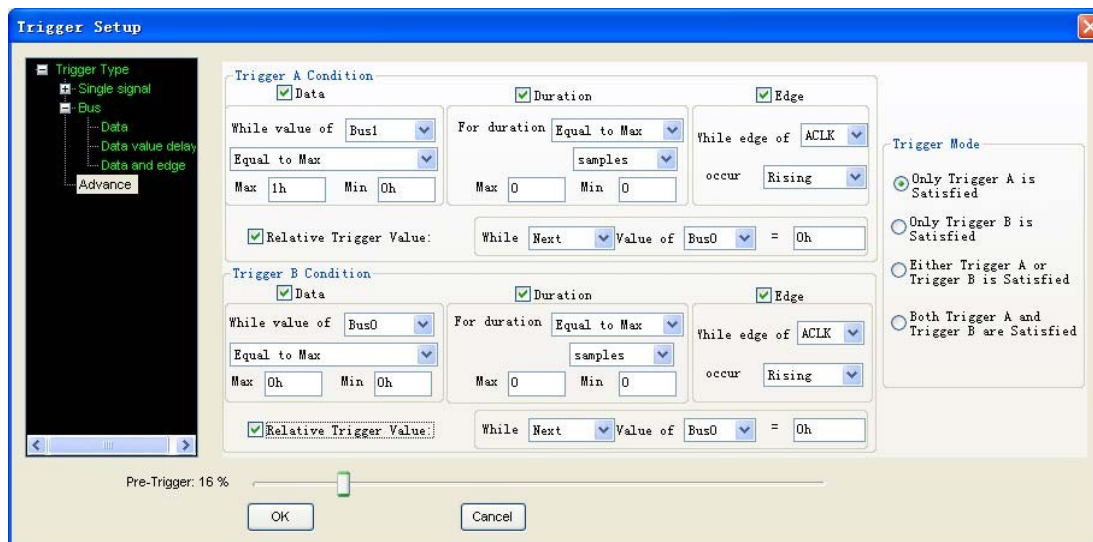 Trigger Setup
Trigger Type
Single signal
Bus
Data
Data value delay
Data and edge
Advance
Trigger A Condition
Data
Duration
Edge
While value of Bus1
For duration Equal to Max
While edge of ACLK
Equal to Max
samples
occur Rising
Max 1h Min 0h
Max 0 Min 0
Relative Trigger Value:
While Next Value of Bus0 = 0h
Trigger B Condition
Data
Duration
Edge
While value of Bus0
For duration Equal to Max
While edge of ACLK
Equal to Max
samples
occur Rising
Max 0h Min 0h
Max 0 Min 0
Relative Trigger Value:
While Next Value of Bus0 = 0h
Trigger Mode
Only Trigger A is
Satisfied
Only Trigger B is
Satisfied
Either Trigger A or
Trigger B is Satisfied
Both Trigger A and
Trigger B are Satisfied
Pre-Trigger: 16 %
OK
Cancel